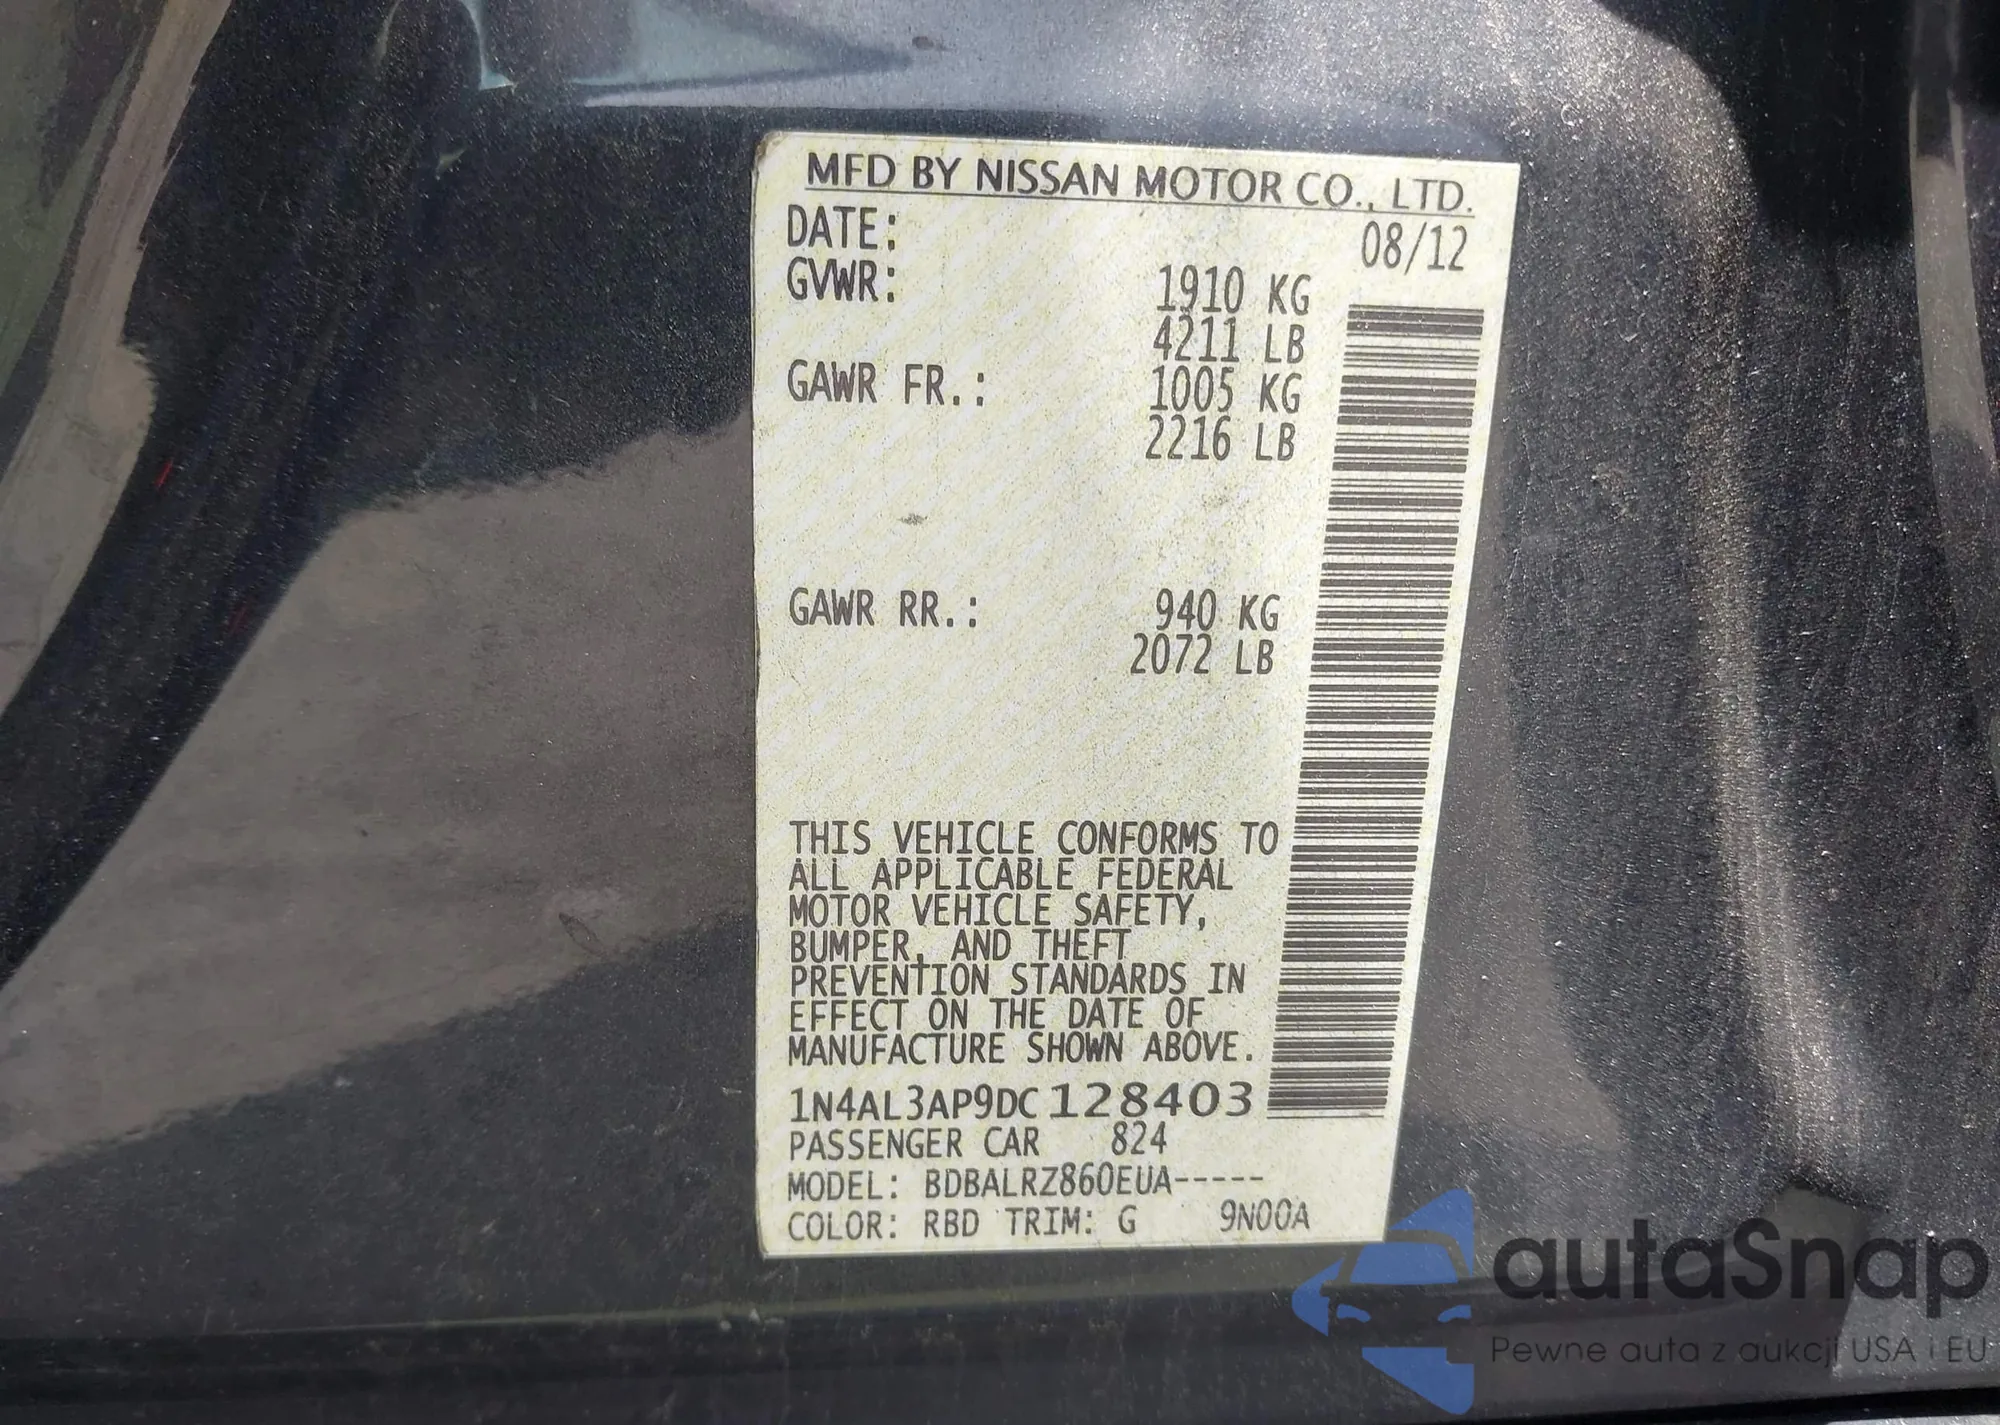 MFD BY NISSAN MOTOR CO., LTD.
DATE: 08/12
GVWR: 1910 KG
4211 LB
GAWR FR.: 1005 KG
2216 LB
GAWR RR.: 940 KG
2072 LB
THIS VEHICLE CONFORMS TO
ALL APPLICABLE FEDERAL
MOTOR VEHICLE SAFETY,
BUMPER, AND THEFT
PREVENTION STANDARDS IN
EFFECT ON THE DATE OF
MANUFACTURE SHOWN ABOVE.
1N4AL3AP9DC128403
PASSENGER CAR 824
MODEL: BDBALRZ860EUA-----
COLOR: RBD TRIM: G 9N00A
autaSnap
Pewne auta z aukcji USA i EU